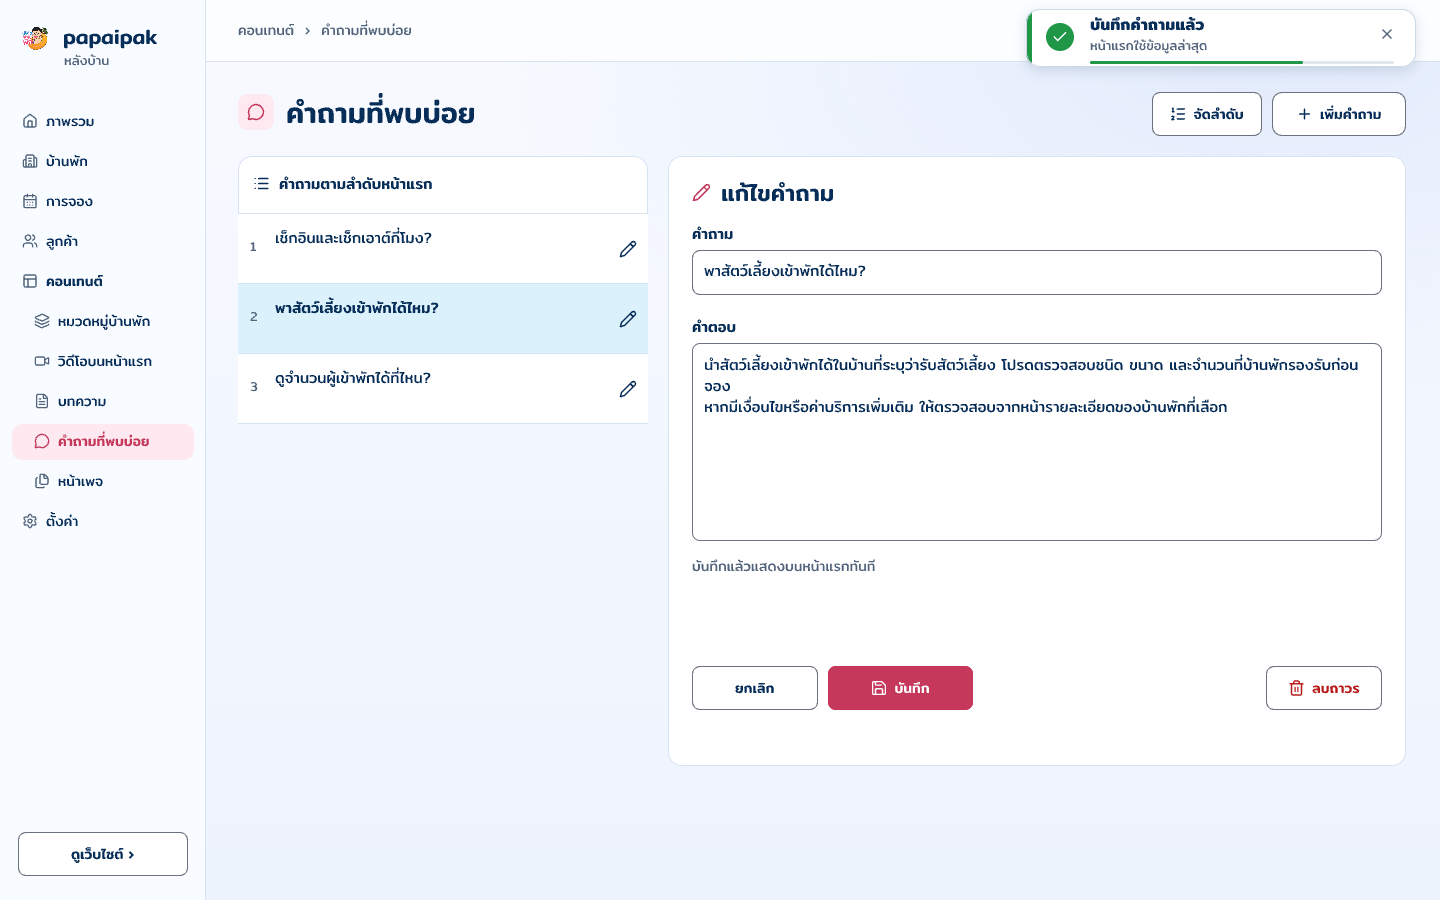 papaipak
หลังบ้าน
ภาพรวม
บ้านพัก
การจอง
ลูกค้า
คอนเทนต์
หมวดหมู่บ้านพัก
วิดีโอบนหน้าแรก
บทความ
คำถามที่พบบ่อย
หน้าเพจ
ตั้งค่า
ดูเว็บไซต์ ›
คอนเทนต์ › คำถามที่พบบ่อย
บันทึกคำถามแล้ว
หน้าแรกใช้ข้อมูลล่าสุด
คำถามที่พบบ่อย
จัดลำดับ
เพิ่มคำถาม
คำถามตามลำดับหน้าแรก
1 เช็กอินและเช็กเอาต์กี่โมง?
2 พาสัตว์เลี้ยงเข้าพักได้ไหม?
3 ดูจำนวนผู้เข้าพักได้ที่ไหน?
แก้ไขคำถาม
คำถาม
พาสัตว์เลี้ยงเข้าพักได้ไหม?
คำตอบ
นำสัตว์เลี้ยงเข้าพักได้ในบ้านที่ระบุว่ารับสัตว์เลี้ยง โปรดตรวจสอบชนิด ขนาด และจำนวนที่บ้านพักรองรับก่อน
จอง
หากมีเงื่อนไขหรือค่าบริการเพิ่มเติม ให้ตรวจสอบจากหน้ารายละเอียดของบ้านพักที่เลือก
บันทึกแล้วแสดงบนหน้าแรกทันที
ยกเลิก
บันทึก
ลบถาวร